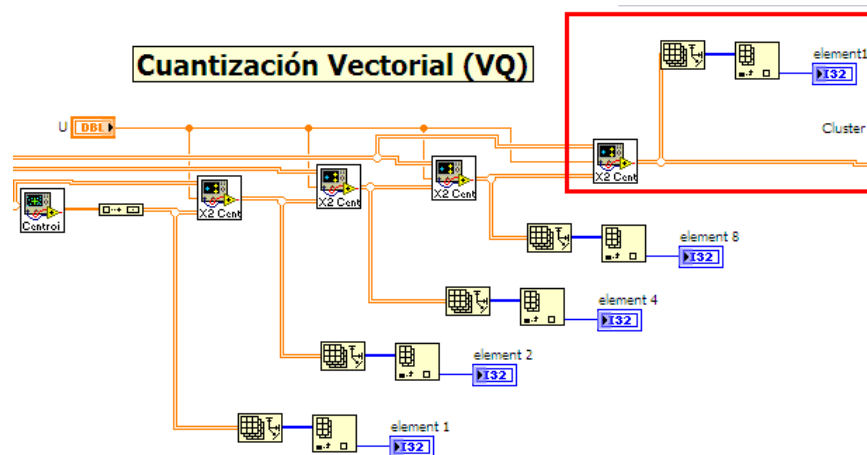 Cuantización Vectorial (VQ)
element1
I32
U DBL
Cluster
X2 Cent
X2 Cent
X2 Cent
X2 Cent
Centroi
element 8
I32
element 4
I32
element 2
I32
element 1
I32